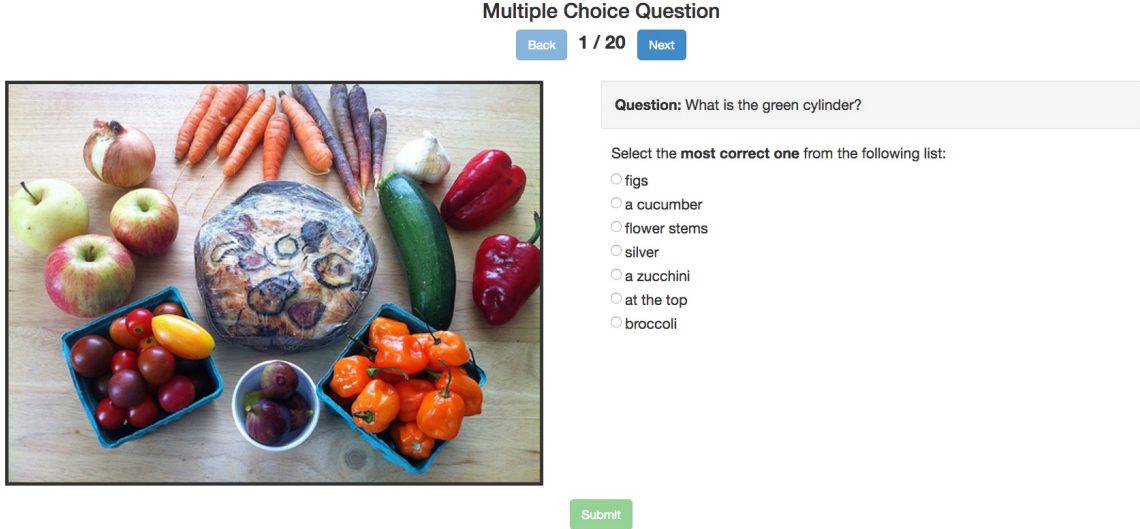 Multiple Choice Question
Back 1 / 20 Next
Question: What is the green cylinder?
Select the most correct one from the following list:
figs
a cucumber
flower stems
silver
a zucchini
at the top
broccoli
Submit